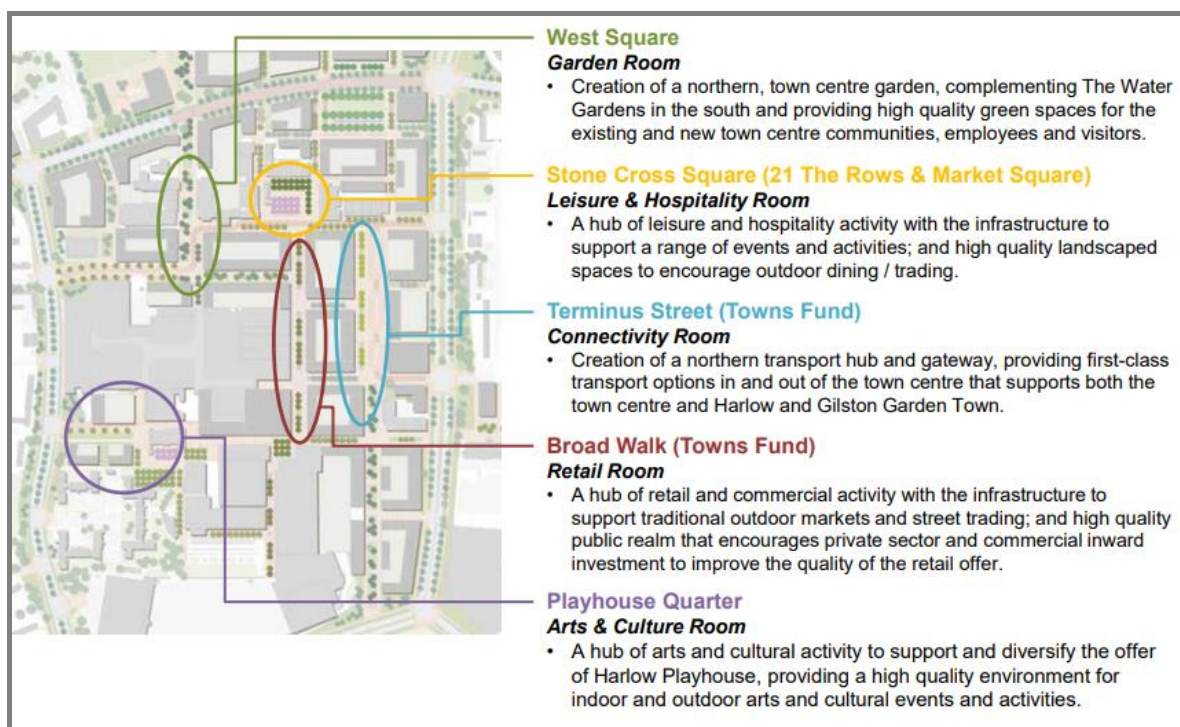 West Square
Garden Room
• Creation of a northern, town centre garden, complementing The Water
Gardens in the south and providing high quality green spaces for the
existing and new town centre communities, employees and visitors.
Stone Cross Square (21 The Rows & Market Square)
Leisure & Hospitality Room
• A hub of leisure and hospitality activity with the infrastructure to
support a range of events and activities; and high quality landscaped
spaces to encourage outdoor dining / trading.
Terminus Street (Towns Fund)
Connectivity Room
• Creation of a northern transport hub and gateway, providing first-class
transport options in and out of the town centre that supports both the
town centre and Harlow and Gilston Garden Town.
Broad Walk (Towns Fund)
Retail Room
• A hub of retail and commercial activity with the infrastructure to
support traditional outdoor markets and street trading; and high quality
public realm that encourages private sector and commercial inward
investment to improve the quality of the retail offer.
Playhouse Quarter
Arts & Culture Room
• A hub of arts and cultural activity to support and diversify the offer
of Harlow Playhouse, providing a high quality environment for
indoor and outdoor arts and cultural events and activities.